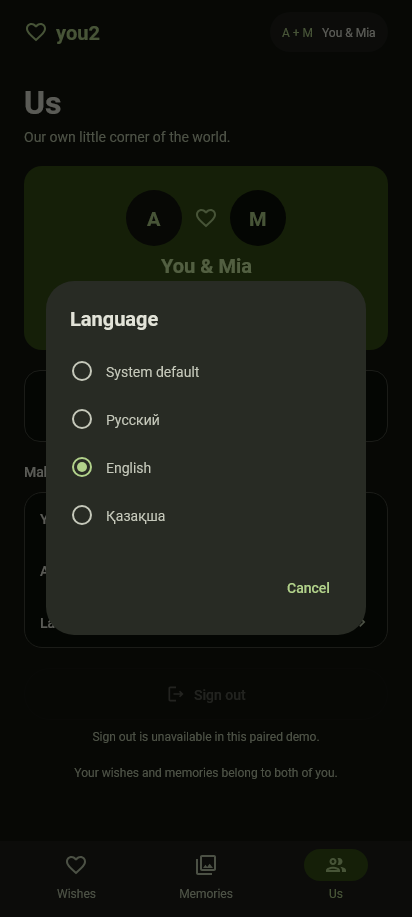 you2
A + M You & Mia
Us
Our own little corner of the world.
A M
You & Mia
Language
System default
Русский
English
Қазақша
Cancel
Sign out
Sign out is unavailable in this paired demo.
Your wishes and memories belong to both of you.
Wishes Memories Us